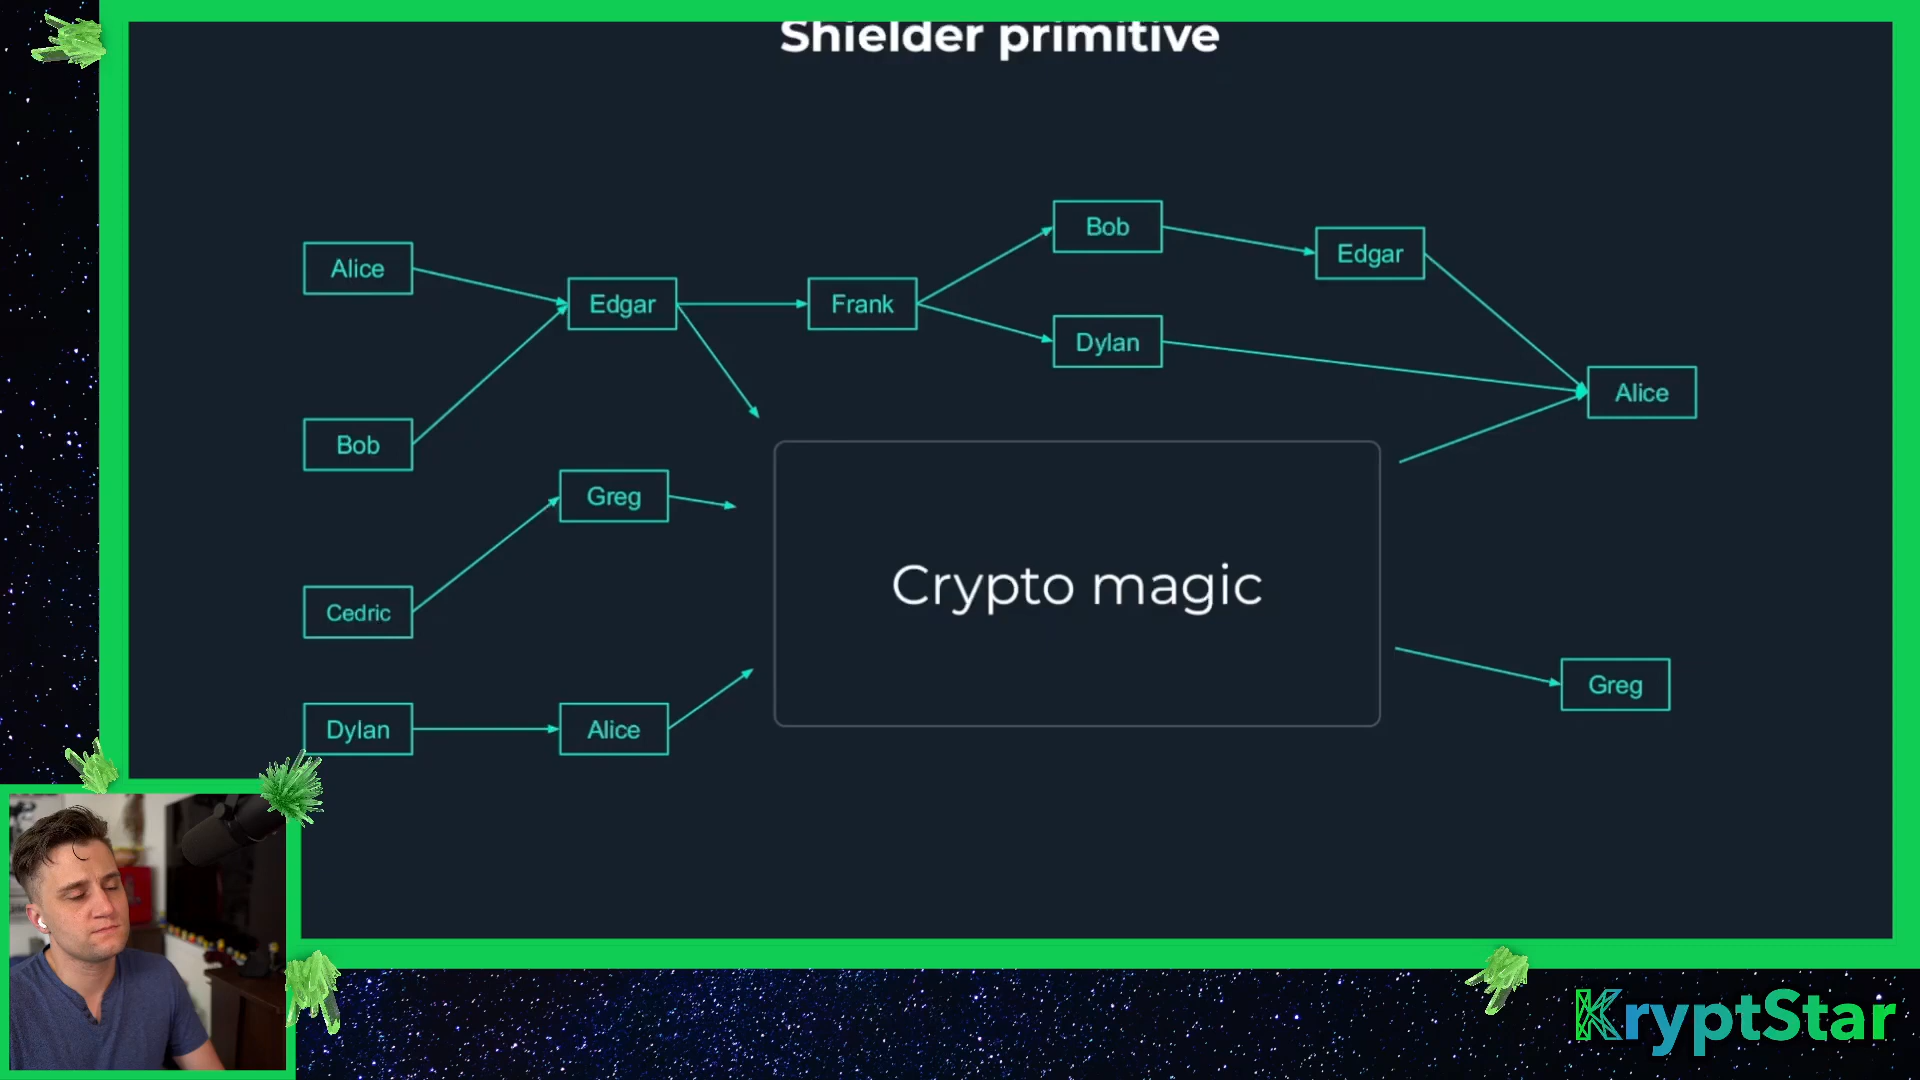 Shielder primitive
Bob
Edgar
Alice
Edgar
Frank
Dylan
Alice
Bob
Greg
Crypto magic
Cedric
Greg
Dylan
Alice
KryptStar